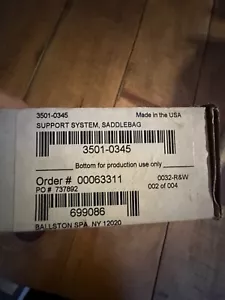 3501-0345 Made in the USA
SUPPORT SYSTEM, SADDLEBAG
3501-0345
Bottom for production use only
Order # 00063311 0032-R&W
PO # 737892 002 of 004
699086
BALLSTON SPA, NY 12020